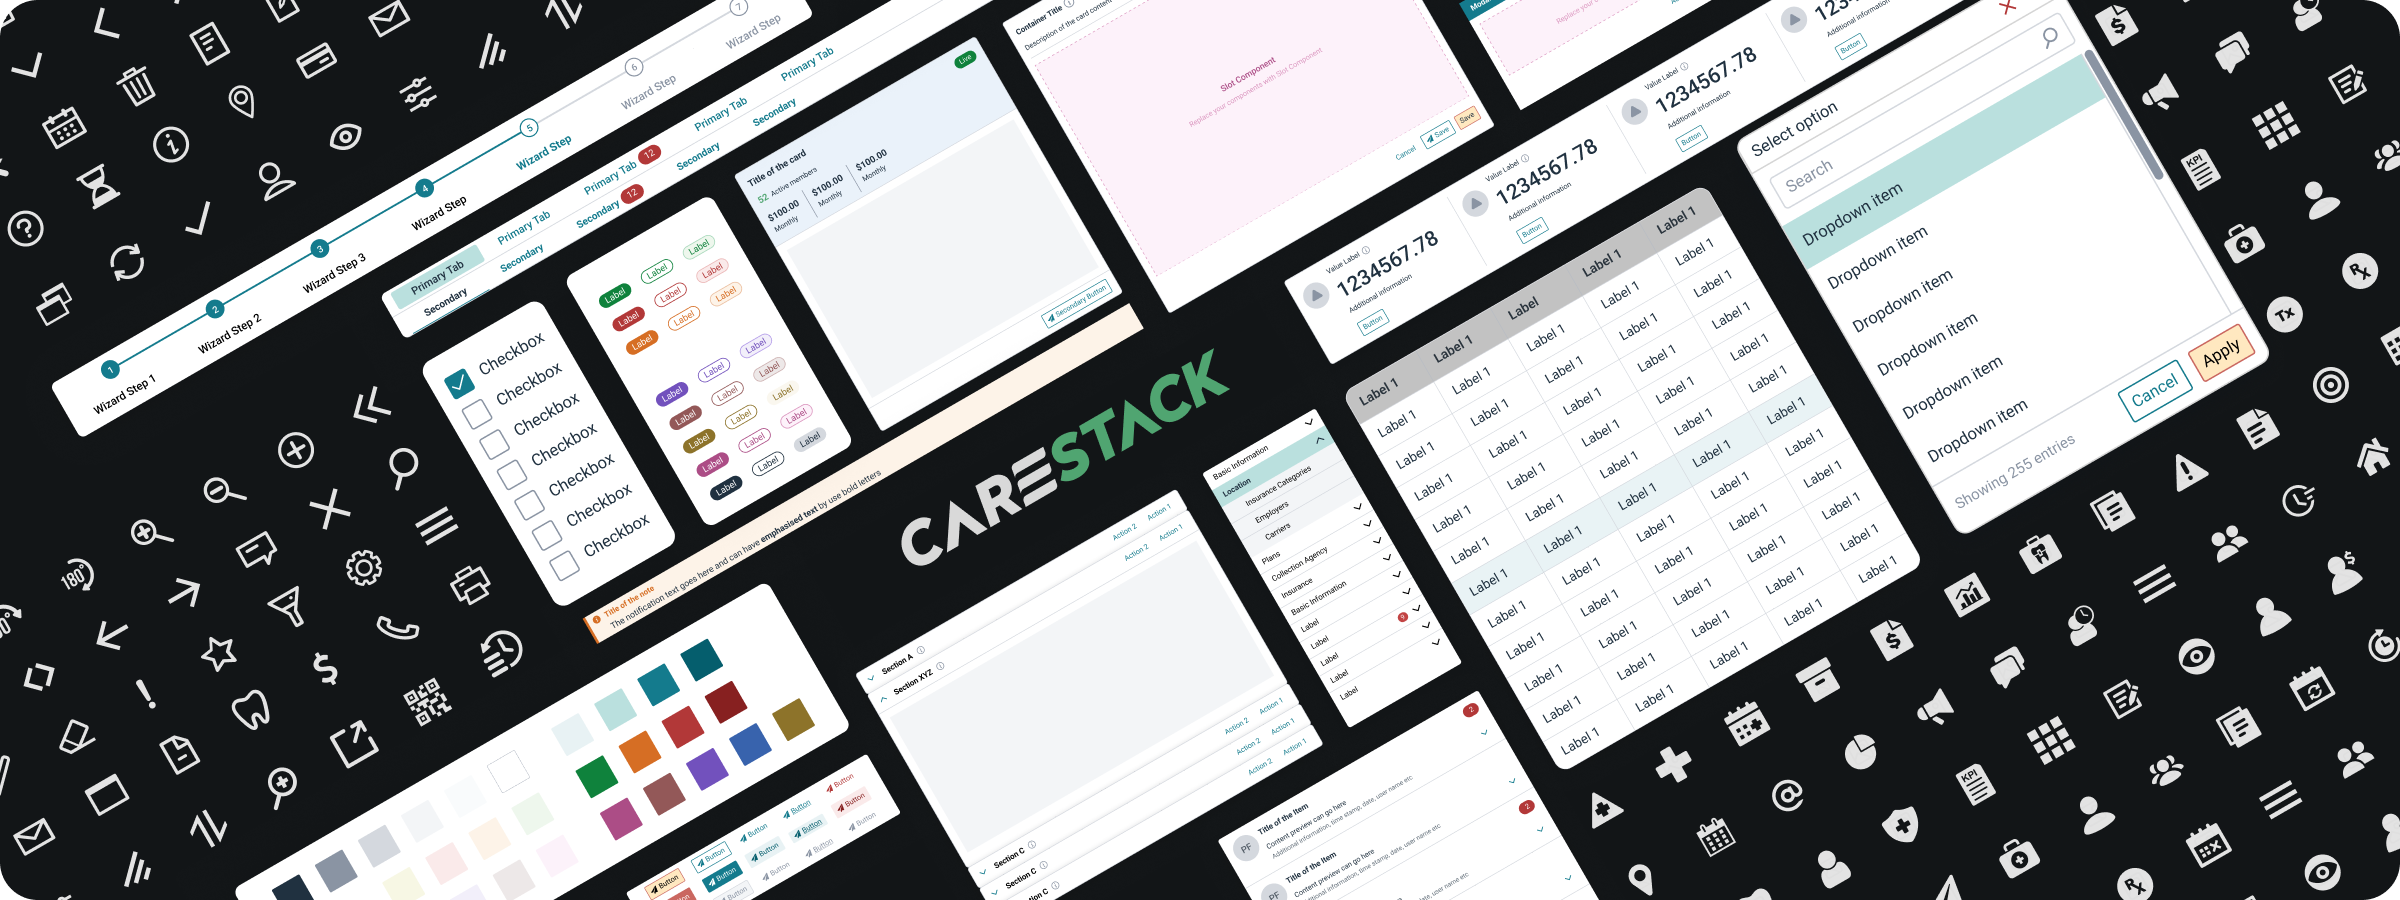 1
2
3
4
5
6
7
Wizard Step 1
Wizard Step 2
Wizard Step 3
Wizard Step
Wizard Step
Wizard Step
Wizard Step
Primary Tab
Primary Tab
Primary Tab 12
Primary Tab
Primary Tab
Secondary
Secondary
Secondary 12
Secondary
Secondary
Checkbox
Checkbox
Checkbox
Checkbox
Checkbox
Checkbox
Checkbox
Label Label Label
Label Label Label
Label Label Label
Label Label Label
Label Label Label
Label Label Label
Label Label Label
Label Label Label
Title of the card
Live
52 Active members
$100.00 $100.00 $100.00
Monthly Monthly Monthly
Secondary Button
Title of the note
The notification text goes here and can have emphasised text by use bold letters
Container Title
Description of the card content
Slot Component
Replace your components with Slot Component
Cancel Save Save
Value Label
1234567.78
Additional information
Button
Value Label
1234567.78
Additional information
Button
Value Label
1234567.78
Additional information
Button
Additional information
Button
CARESTACK
Select option
Search
Dropdown item
Dropdown item
Dropdown item
Dropdown item
Dropdown item
Dropdown item
Showing 255 entries
Cancel Apply
Label 1 Label 1 Label Label 1 Label 1
Label 1 Label 1 Label 1 Label 1 Label 1
Label 1 Label 1 Label 1 Label 1 Label 1
Label 1 Label 1 Label 1 Label 1 Label 1
Label 1 Label 1 Label 1 Label 1 Label 1
Label 1 Label 1 Label 1 Label 1 Label 1
Label 1 Label 1 Label 1 Label 1 Label 1
Label 1 Label 1 Label 1 Label 1 Label 1
Label 1 Label 1 Label 1 Label 1 Label 1
Label 1 Label 1 Label 1 Label 1 Label 1
Label 1 Label 1 Label 1 Label 1 Label 1
Label 1 Label 1 Label 1 Label 1 Label 1
Basic Information
Location
Insurance Categories
Employers
Carriers
Plans
Collection Agency
Insurance
Basic Information
Label
Label 9
Label
Label
Label
Section A
Action 2 Action 1
Section XYZ
Action 2 Action 1
Section C
Action 2 Action 1
Section C
Action 2 Action 1
Action 2 Action 1
PF
Title of the Item
Content preview can go here
Additional information, time stamp, date, user name etc
2
PF
Title of the Item
Content preview can go here
2
Button Button Button Button
Button Button Button Button
Button Button Button Button
180°
KPI
KPI
Rx
Tx
Rx